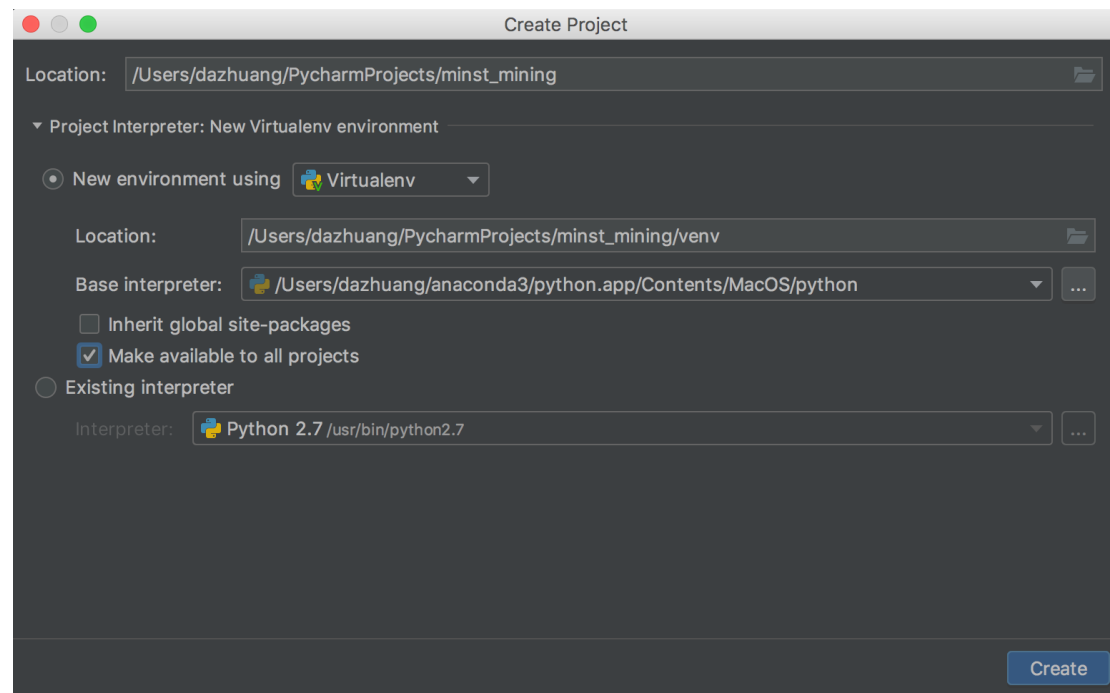 Create Project
Location: /Users/dazhuang/PycharmProjects/minst_mining
Project Interpreter: New Virtualenv environment
New environment using Virtualenv
Location: /Users/dazhuang/PycharmProjects/minst_mining/venv
Base interpreter: /Users/dazhuang/anaconda3/python.app/Contents/MacOS/python ...
Inherit global site-packages
Make available to all projects
Existing interpreter
Interpreter: Python 2.7 /usr/bin/python2.7 ...
Create